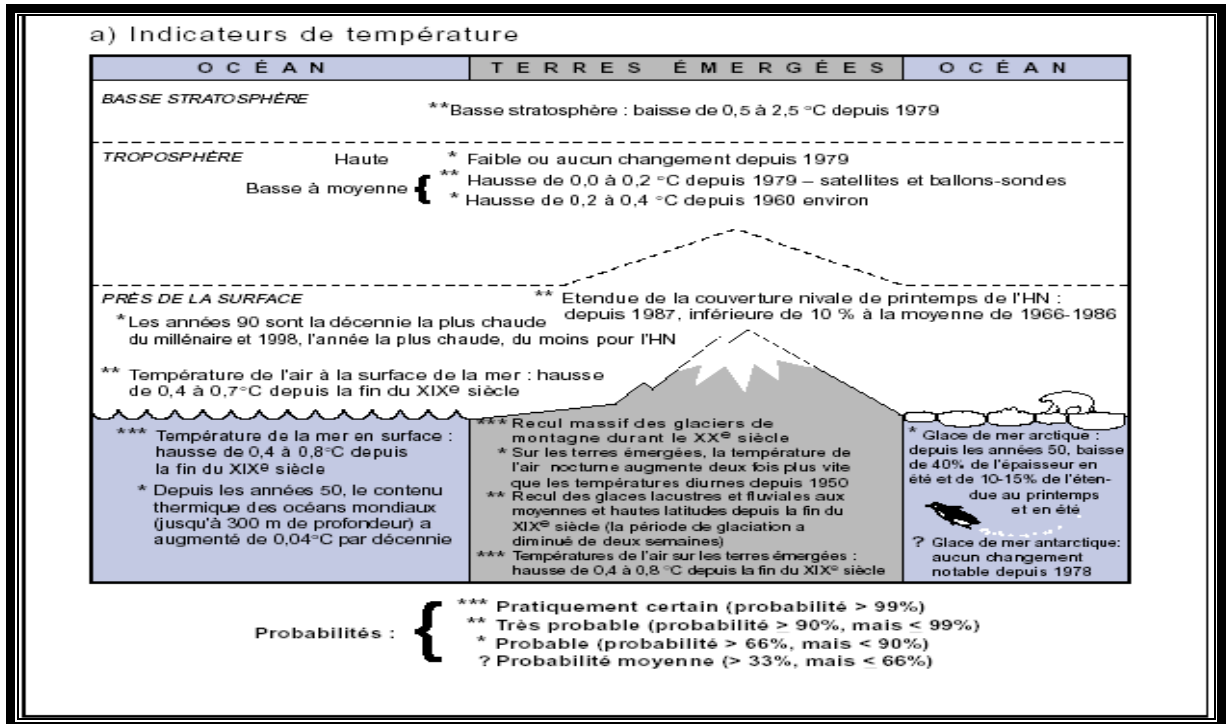 a) Indicateurs de température
OCÉAN
TERRES ÉMERGÉES
OCÉAN
BASSE STRATOSPHÈRE
**Basse stratosphère : baisse de 0,5 à 2,5 °C depuis 1979
TROPOSPHÈRE
Haute
* Faible ou aucun changement depuis 1979
Basse à moyenne {
** Hausse de 0,0 à 0,2 °C depuis 1979 – satellites et ballons-sondes
* Hausse de 0,2 à 0,4 °C depuis 1960 environ
PRÈS DE LA SURFACE
** Etendue de la couverture nivale de printemps de l'HN :
depuis 1987, inférieure de 10 % à la moyenne de 1966-1986
*Les années 90 sont la décennie la plus chaude
du millénaire et 1998, l'année la plus chaude, du moins pour l'HN
** Température de l'air à la surface de la mer : hausse
de 0,4 à 0,7°C depuis la fin du XIXe siècle
*** Température de la mer en surface :
hausse de 0,4 à 0,8°C depuis
la fin du XIXe siècle
* Depuis les années 50, le contenu
thermique des océans mondiaux
(jusqu'à 300 m de profondeur) a
augmenté de 0,04°C par décennie
*** Recul massif des glaciers de
montagne durant le XXe siècle
* Sur les terres émergées, la température de
l'air nocturne augmente deux fois plus vite
que les températures diurnes depuis 1950
** Recul des glaces lacustres et fluviales aux
moyennes et hautes latitudes depuis la fin du
XIXe siècle (la période de glaciation a
diminué de deux semaines)
*** Températures de l'air sur les terres émergées :
hausse de 0,4 à 0,8 °C depuis la fin du XIXe siècle
* Glace de mer arctique :
depuis les années 50, baisse
de 40% de l'épaisseur en
été et de 10-15% de l'éten-
due au printemps
et en été
? Glace de mer antarctique:
aucun changement
notable depuis 1978
Probabilités : {
*** Pratiquement certain (probabilité > 99%)
** Très probable (probabilité ≥ 90%, mais ≤ 99%)
* Probable (probabilité > 66%, mais < 90%)
? Probabilité moyenne (> 33%, mais ≤ 66%)